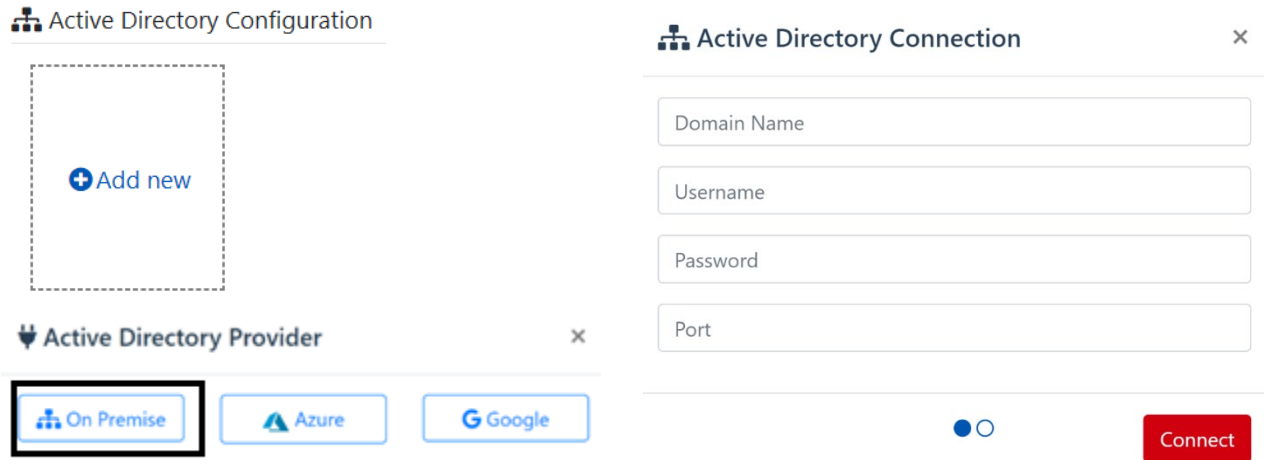 Active Directory Configuration
Add new
Active Directory Provider
×
On Premise
Azure
Google
Active Directory Connection
×
Domain Name
Username
Password
Port
Connect